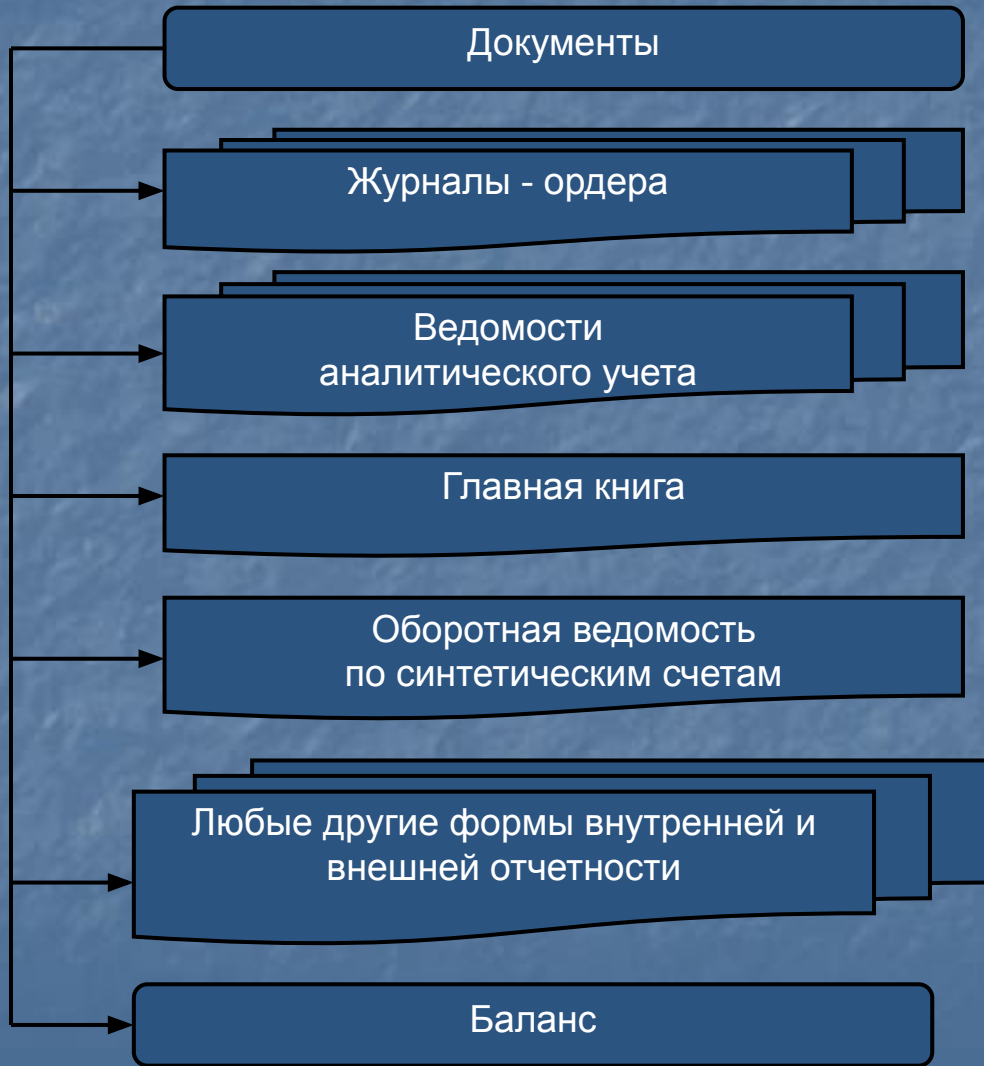 Документы
Журналы - ордера
Ведомости
аналитического учета
Главная книга
Оборотная ведомость
по синтетическим счетам
Любые другие формы внутренней и
внешней отчетности
Баланс